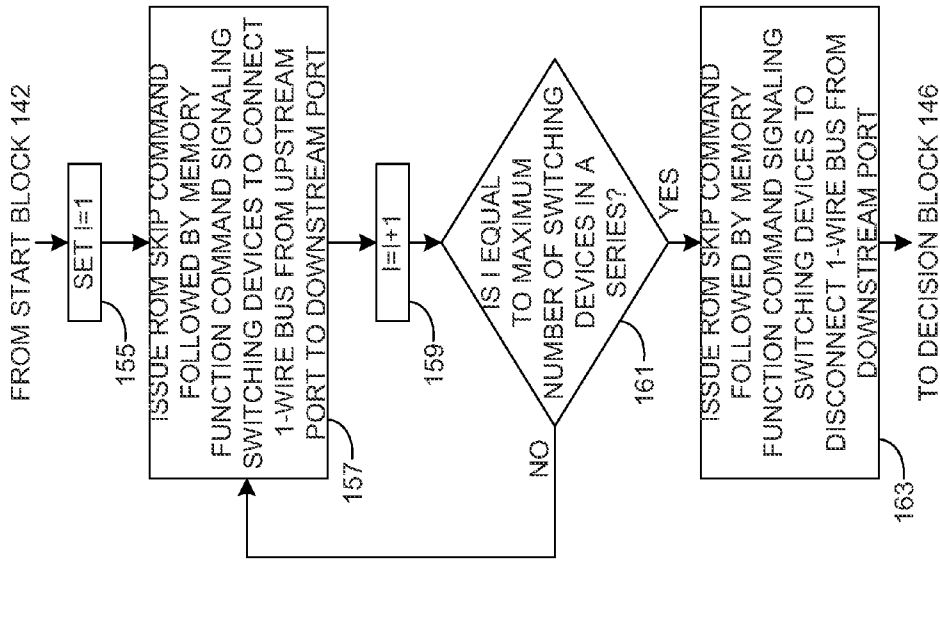 FROM START BLOCK 142
SET I=1
155
ISSUE ROM SKIP COMMAND
FOLLOWED BY MEMORY
FUNCTION COMMAND SIGNALING
SWITCHING DEVICES TO CONNECT
1-WIRE BUS FROM UPSTREAM
PORT TO DOWNSTREAM PORT
157
I=I+1
159
IS I EQUAL
TO MAXIMUM
NUMBER OF SWITCHING
DEVICES IN A
SERIES?
161
NO
YES
ISSUE ROM SKIP COMMAND
FOLLOWED BY MEMORY
FUNCTION COMMAND SIGNALING
SWITCHING DEVICES TO
DISCONNECT 1-WIRE BUS FROM
DOWNSTREAM PORT
163
TO DECISION BLOCK 146